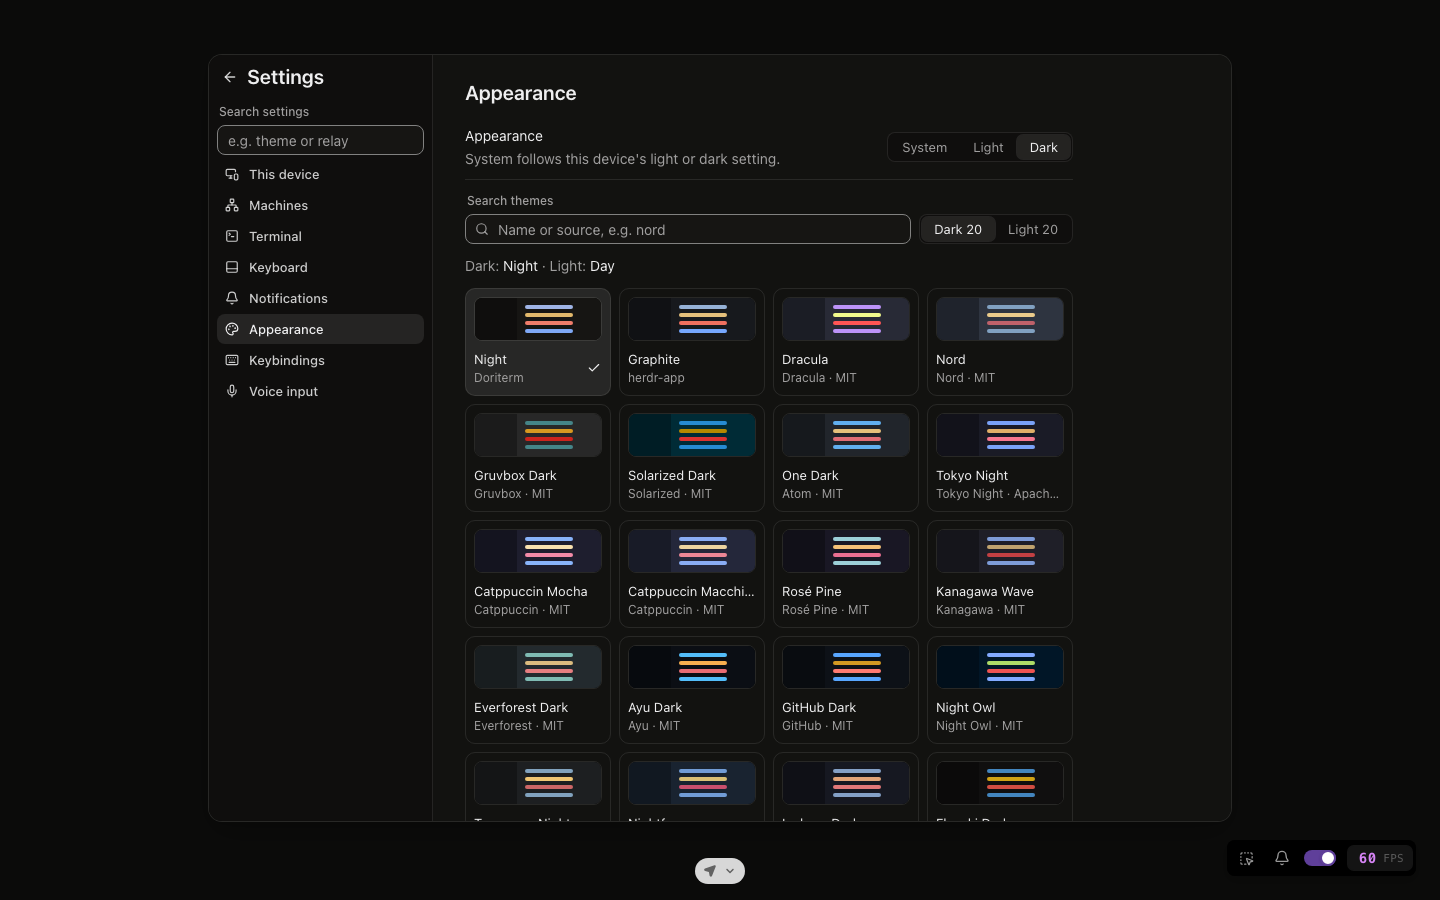 Settings
Search settings
e.g. theme or relay
This device
Machines
Terminal
Keyboard
Notifications
Appearance
Keybindings
Voice input
Appearance
Appearance
System follows this device's light or dark setting.
System Light Dark
Search themes
Name or source, e.g. nord
Dark 20 Light 20
Dark: Night · Light: Day
Night
Doriterm
Graphite
herdr-app
Dracula
Dracula · MIT
Nord
Nord · MIT
Gruvbox Dark
Gruvbox · MIT
Solarized Dark
Solarized · MIT
One Dark
Atom · MIT
Tokyo Night
Tokyo Night · Apach...
Catppuccin Mocha
Catppuccin · MIT
Catppuccin Macchi...
Catppuccin · MIT
Rosé Pine
Rosé Pine · MIT
Kanagawa Wave
Kanagawa · MIT
Everforest Dark
Everforest · MIT
Ayu Dark
Ayu · MIT
GitHub Dark
GitHub · MIT
Night Owl
Night Owl · MIT
60 FPS